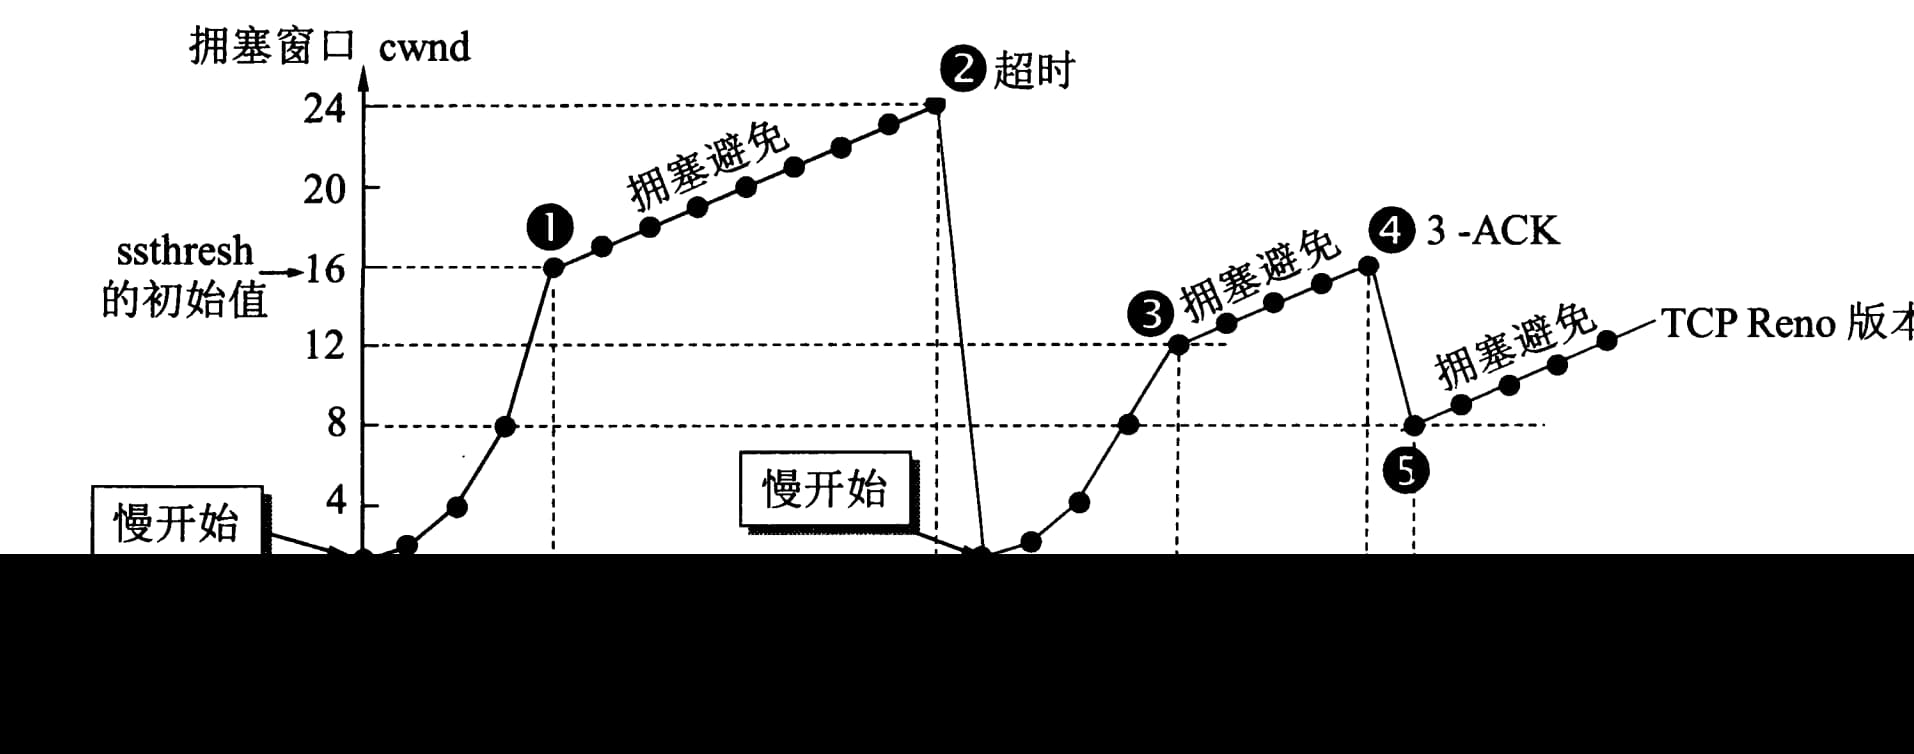 拥塞窗口 cwnd
❷ 超时
24
拥塞避免
20
❶
ssthresh
的初始值
16
❹ 3 -ACK
拥塞避免
❸
12
拥塞避免
TCP Reno 版本
8
❺
慢开始
4
慢开始